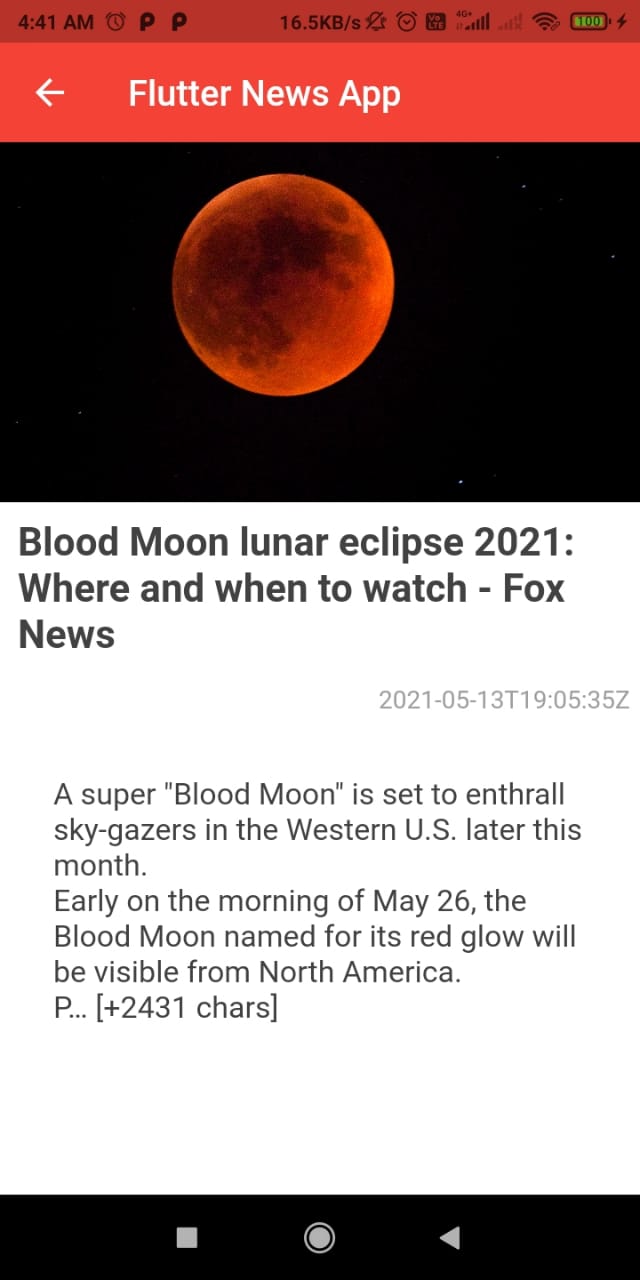 4:41 AM P P 16.5KB/s Vo LTE 4G+ 100
Flutter News App
Blood Moon lunar eclipse 2021:
Where and when to watch - Fox
News
2021-05-13T19:05:35Z
A super "Blood Moon" is set to enthrall
sky-gazers in the Western U.S. later this
month.
Early on the morning of May 26, the
Blood Moon named for its red glow will
be visible from North America.
P… [+2431 chars]